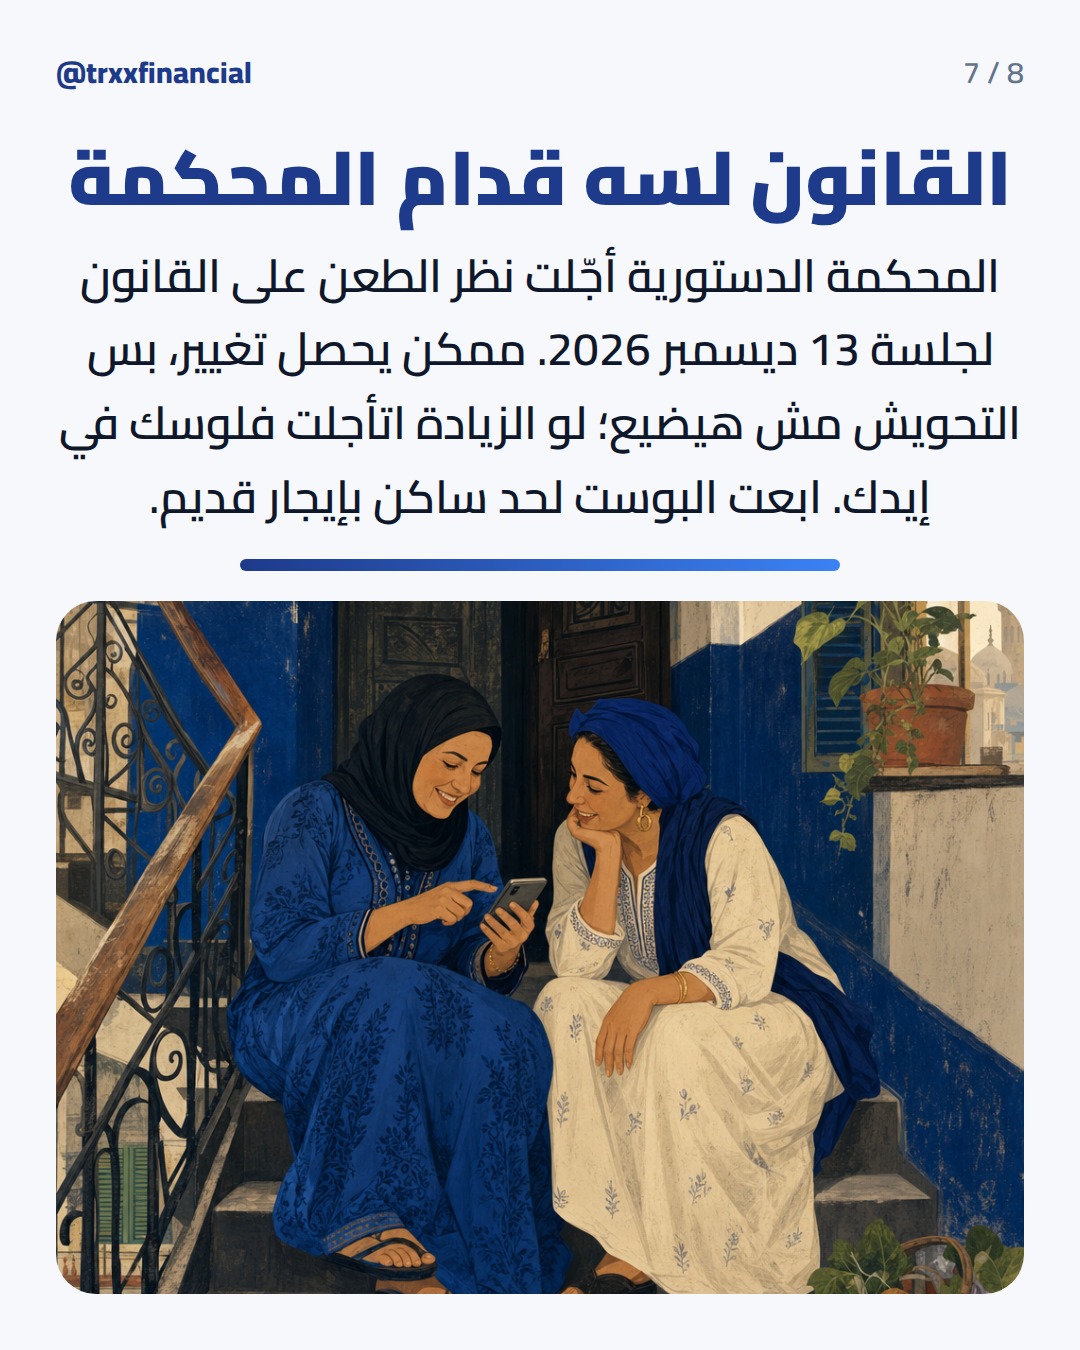 @trxxfinancial
7 / 8
القانون لسه قدام المحكمة
المحكمة الدستورية أجّلت نظر الطعن على القانون
لجلسة 13 ديسمبر 2026. ممكن يحصل تغيير، بس
التحويش مش هيضيع؛ لو الزيادة اتأجلت فلوسك في
إيدك. ابعت البوست لحد ساكن بإيجار قديم.